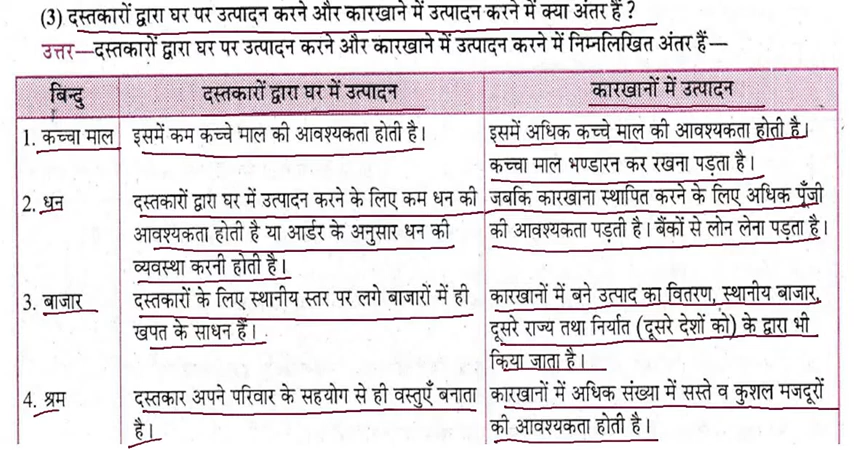 (3) दस्तकारों द्वारा घर पर उत्पादन करने और कारखाने में उत्पादन करने में क्या अंतर हैं ?
उत्तर—दस्तकारों द्वारा घर पर उत्पादन करने और कारखाने में उत्पादन करने में निम्नलिखित अंतर हैं—
बिन्दु
दस्तकारों द्वारा घर में उत्पादन
कारखानों में उत्पादन
1. कच्चा माल
इसमें कम कच्चे माल की आवश्यकता होती है।
इसमें अधिक कच्चे माल की आवश्यकता होती है।
कच्चा माल भण्डारन कर रखना पड़ता है।
2. धन
दस्तकारों द्वारा घर में उत्पादन करने के लिए कम धन की
आवश्यकता होती है या आर्डर के अनुसार धन की
व्यवस्था करनी होती है।
जबकि कारखाना स्थापित करने के लिए अधिक पूँजी
की आवश्यकता पड़ती है। बैंकों से लोन लेना पड़ता है।
3. बाजार
दस्तकारों के लिए स्थानीय स्तर पर लगे बाजारों में ही
खपत के साधन हैं।
कारखानों में बने उत्पाद का वितरण, स्थानीय बाजार,
दूसरे राज्य तथा निर्यात (दूसरे देशों को) के द्वारा भी
किया जाता है।
4. श्रम
दस्तकार अपने परिवार के सहयोग से ही वस्तुएँ बनाता
है।
कारखानों में अधिक संख्या में सस्ते व कुशल मजदूरों
की आवश्यकता होती है।